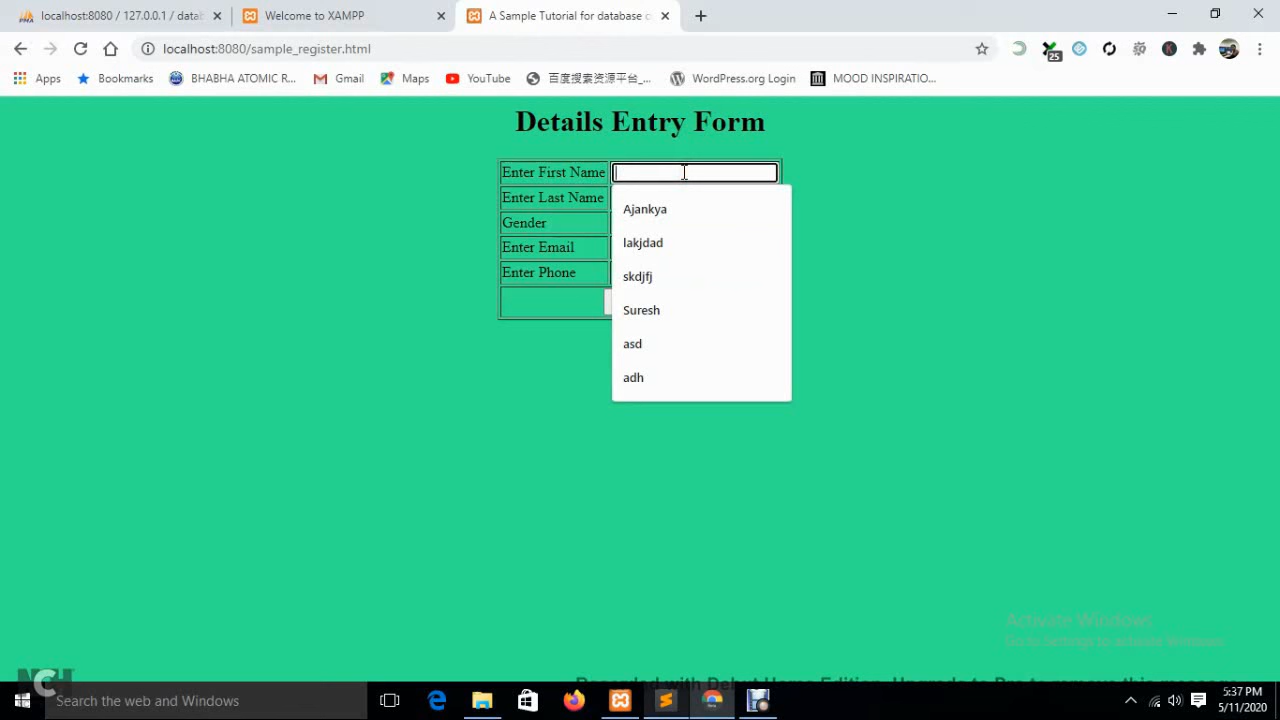 localhost:8080 / 127.0.0.1 / datab
Welcome to XAMPP
A Sample Tutorial for database c
localhost:8080/sample_register.html
25
K
Apps
Bookmarks
BHABHA ATOMIC R...
Gmail
Maps
YouTube
百度搜索资源平台_...
WordPress.org Login
MOOD INSPIRATIO...
Details Entry Form
Enter First Name
Enter Last Name
Gender
Enter Email
Enter Phone
Ajankya
lakjdad
skdjfj
Suresh
asd
adh
Activate Windows
Go to Settings to activate Windows.
NCH
Recorded with Debut Home Edition. Upgrade to Pro to remove this message
Search the web and Windows
5:37 PM
5/11/2020